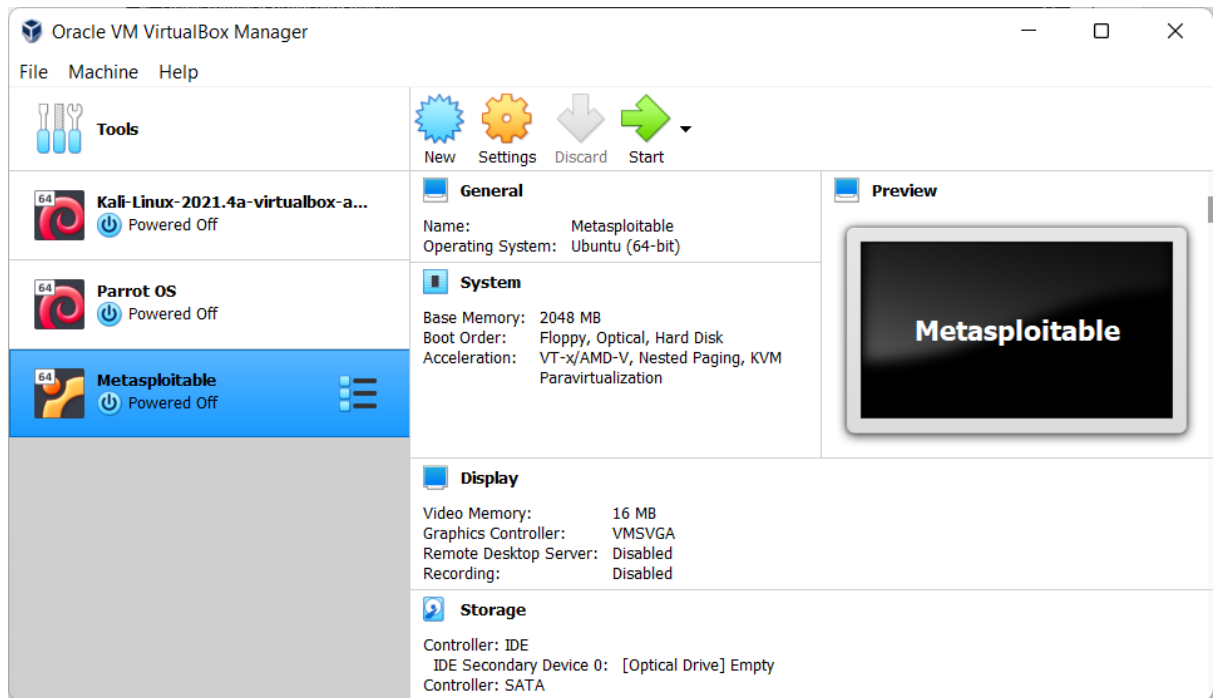 Oracle VM VirtualBox Manager
File Machine Help
Tools
New Settings Discard Start
64
Kali-Linux-2021.4a-virtualbox-a...
Powered Off
64
Parrot OS
Powered Off
64
Metasploitable
Powered Off
General
Name: Metasploitable
Operating System: Ubuntu (64-bit)
System
Base Memory: 2048 MB
Boot Order: Floppy, Optical, Hard Disk
Acceleration: VT-x/AMD-V, Nested Paging, KVM
Paravirtualization
Preview
Metasploitable
Display
Video Memory: 16 MB
Graphics Controller: VMSVGA
Remote Desktop Server: Disabled
Recording: Disabled
Storage
Controller: IDE
IDE Secondary Device 0: [Optical Drive] Empty
Controller: SATA